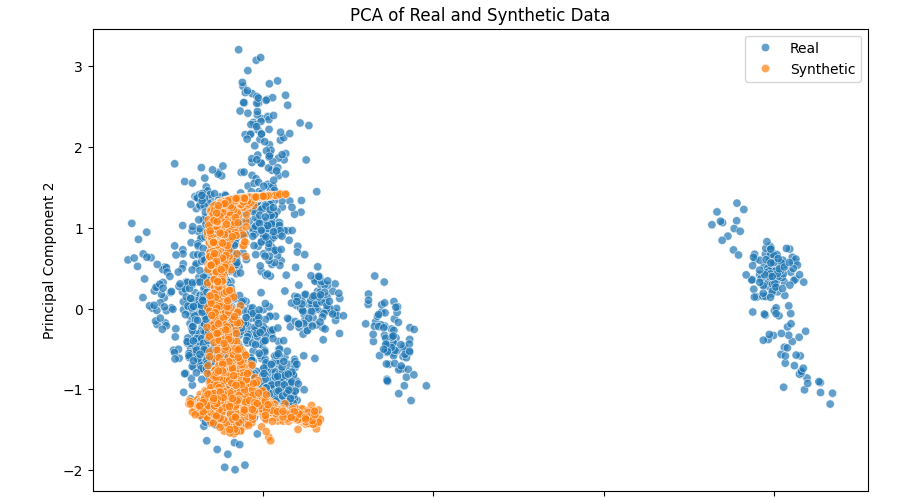 PCA of Real and Synthetic Data
Real
Synthetic
Principal Component 2
3
2
1
0
−1
−2